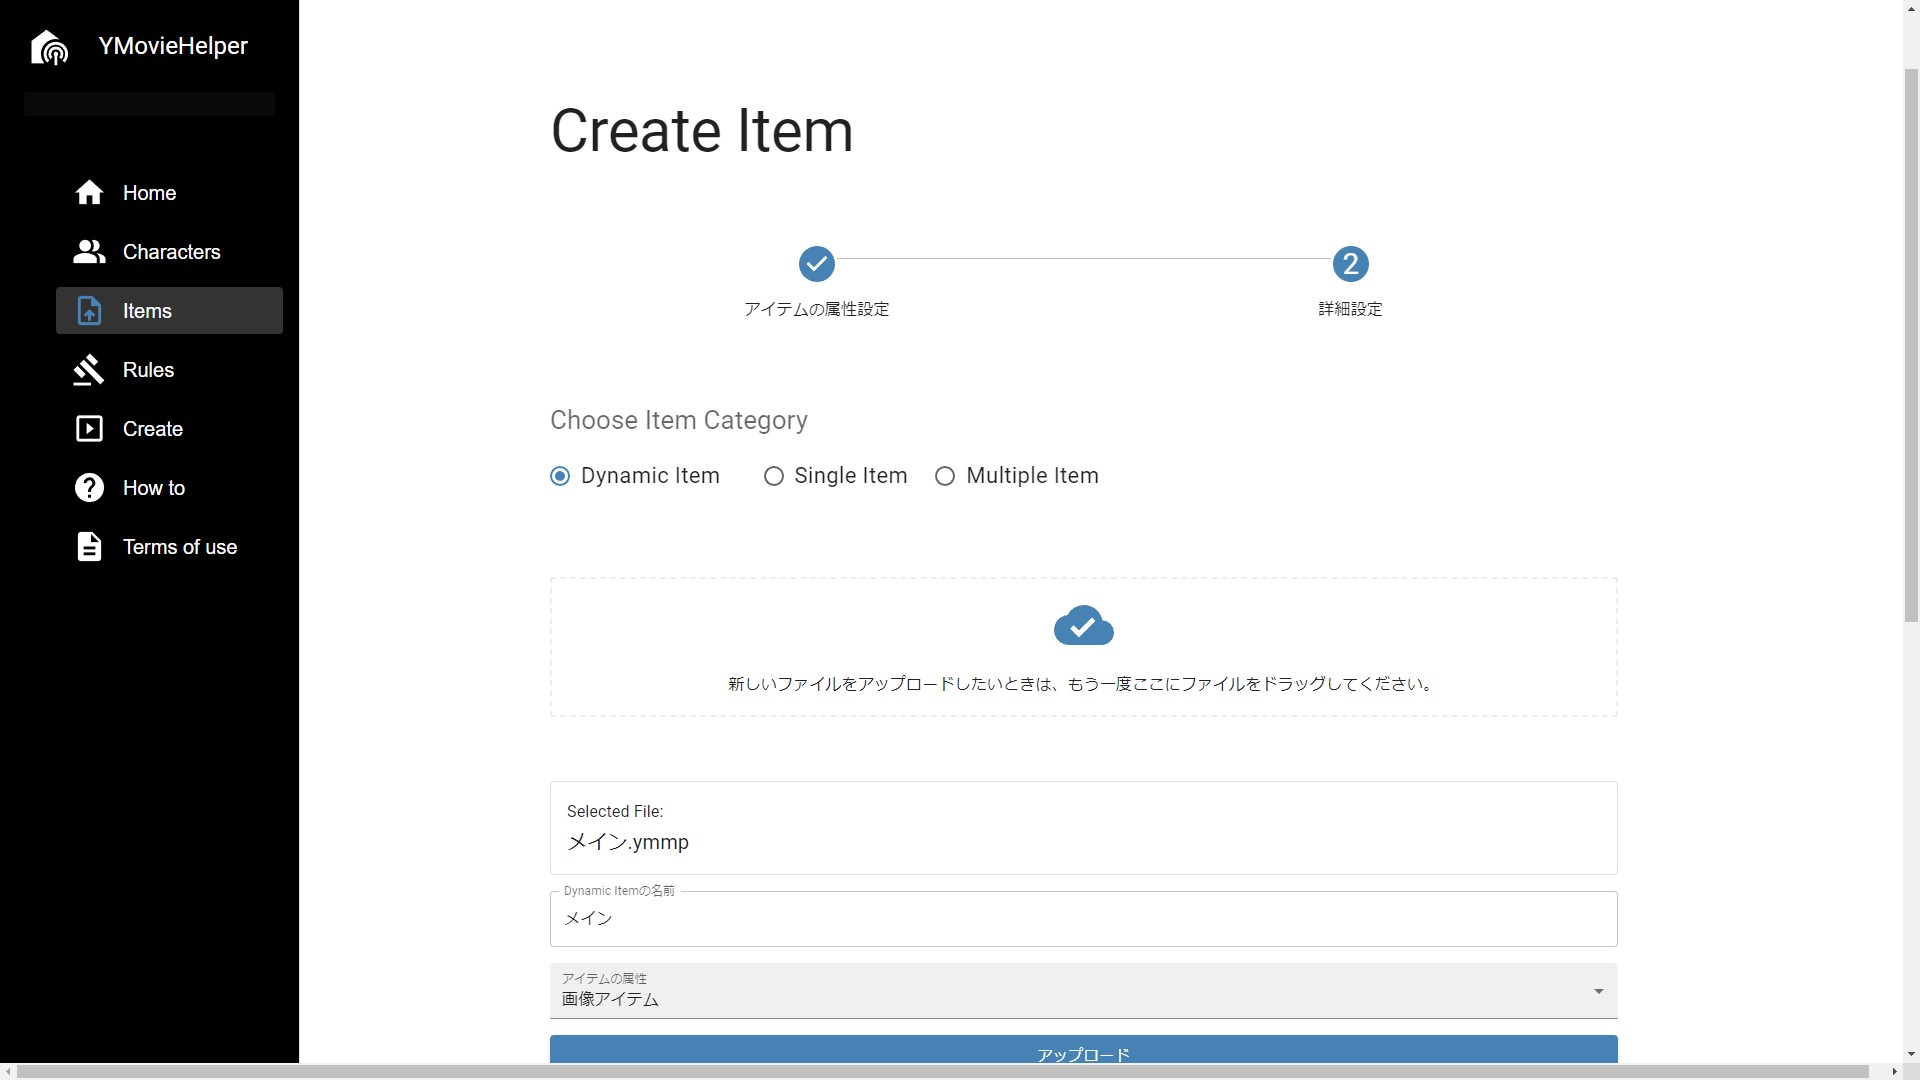 YMovieHelper
Home
Characters
Items
Rules
Create
How to
Terms of use
Create Item
2
アイテムの属性設定
詳細設定
Choose Item Category
Dynamic Item
Single Item
Multiple Item
新しいファイルをアップロードしたいときは、もう一度ここにファイルをドラッグしてください。
Selected File:
メイン.ymmp
Dynamic Itemの名前
メイン
アイテムの属性
画像アイテム
アップロード